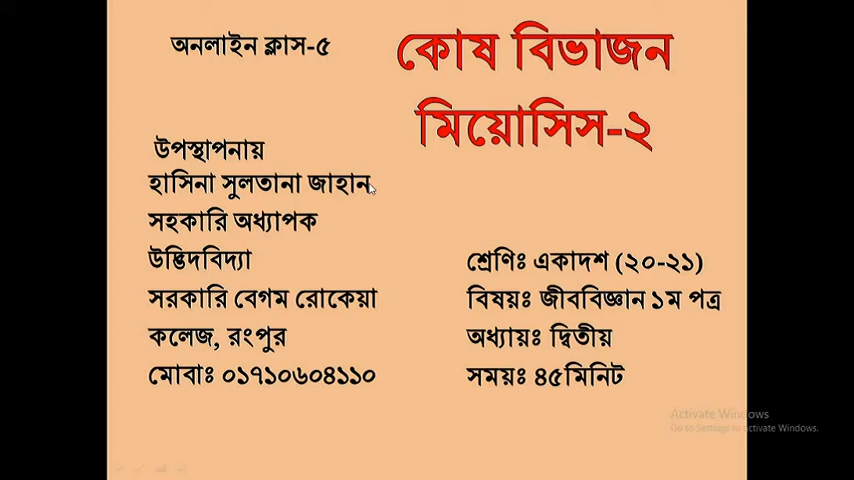 অনলাইন ক্লাস-৫
কোষ বিভাজন
মিয়োসিস-২
উপস্থাপনায়
হাসিনা সুলতানা জাহান
সহকারি অধ্যাপক
উদ্ভিদবিদ্যা
সরকারি বেগম রোকেয়া
কলেজ, রংপুর
মোবাঃ ০১৭১০৬০৪১১০
শ্রেণিঃ একাদশ (২০-২১)
বিষয়ঃ জীববিজ্ঞান ১ম পত্র
অধ্যায়ঃ দ্বিতীয়
সময়ঃ ৪৫মিনিট
Activate Windows
Go to Settings to activate Windows.